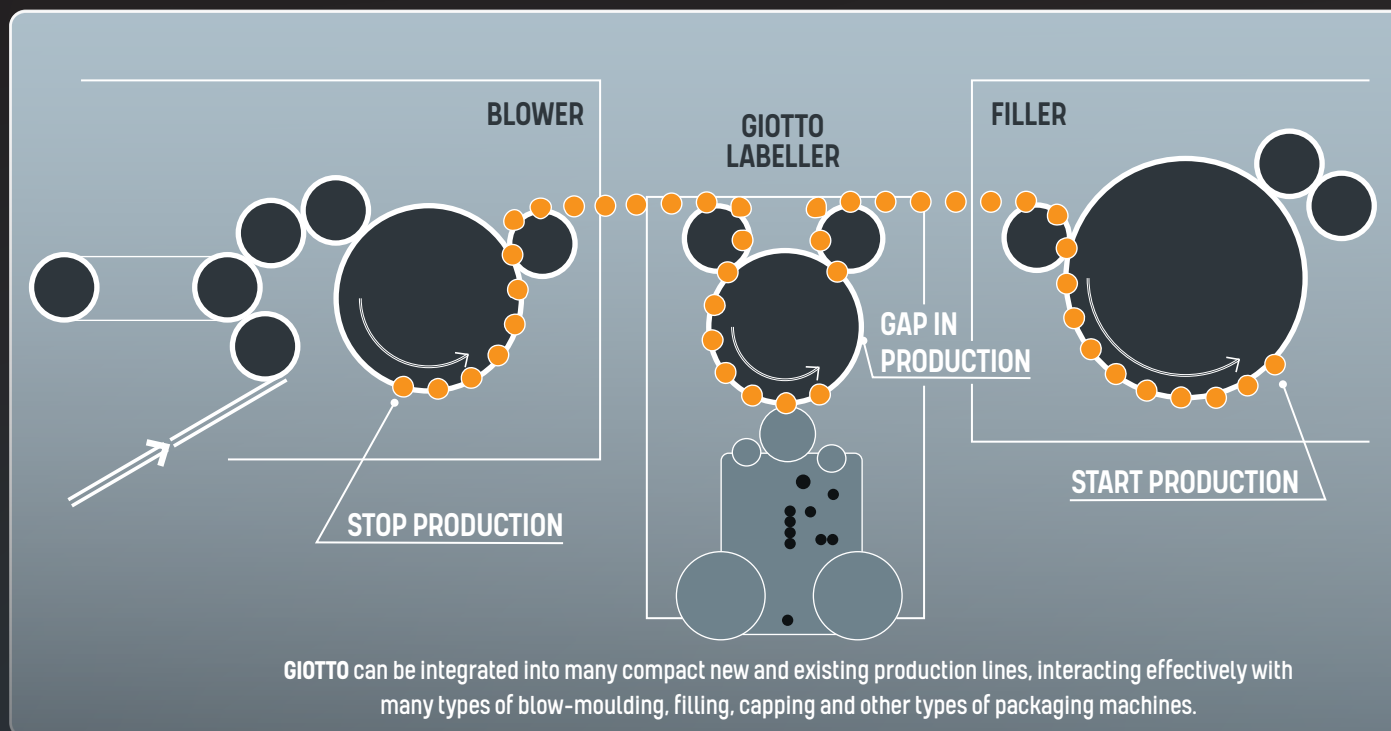 BLOWER
GIOTTO
LABELLER
FILLER
GAP IN
PRODUCTION
START PRODUCTION
STOP PRODUCTION
GIOTTO can be integrated into many compact new and existing production lines, interacting effectively with
many types of blow-moulding, filling, capping and other types of packaging machines.